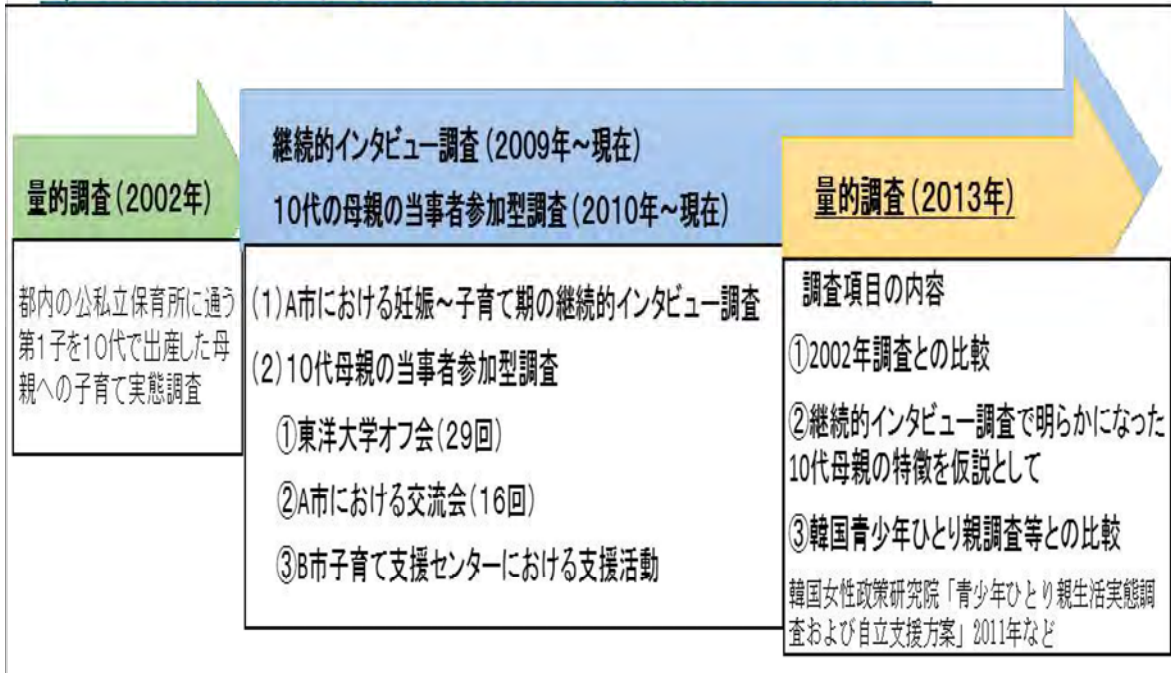 量的調査(2002年)
都内の公私立保育所に通う
第1子を10代で出産した母
親への子育て実態調査
継続的インタビュー調査(2009年～現在)
10代の母親の当事者参加型調査(2010年～現在)
(1)A市における妊娠～子育て期の継続的インタビュー調査
(2)10代母親の当事者参加型調査
①東洋大学オフ会(29回)
②A市における交流会(16回)
③B市子育て支援センターにおける支援活動
量的調査(2013年)
調査項目の内容
①2002年調査との比較
②継続的インタビュー調査で明らかになった
10代母親の特徴を仮説として
③韓国青少年ひとり親調査等との比較
韓国女性政策研究院「青少年ひとり親生活実態調
査および自立支援方案」2011年など